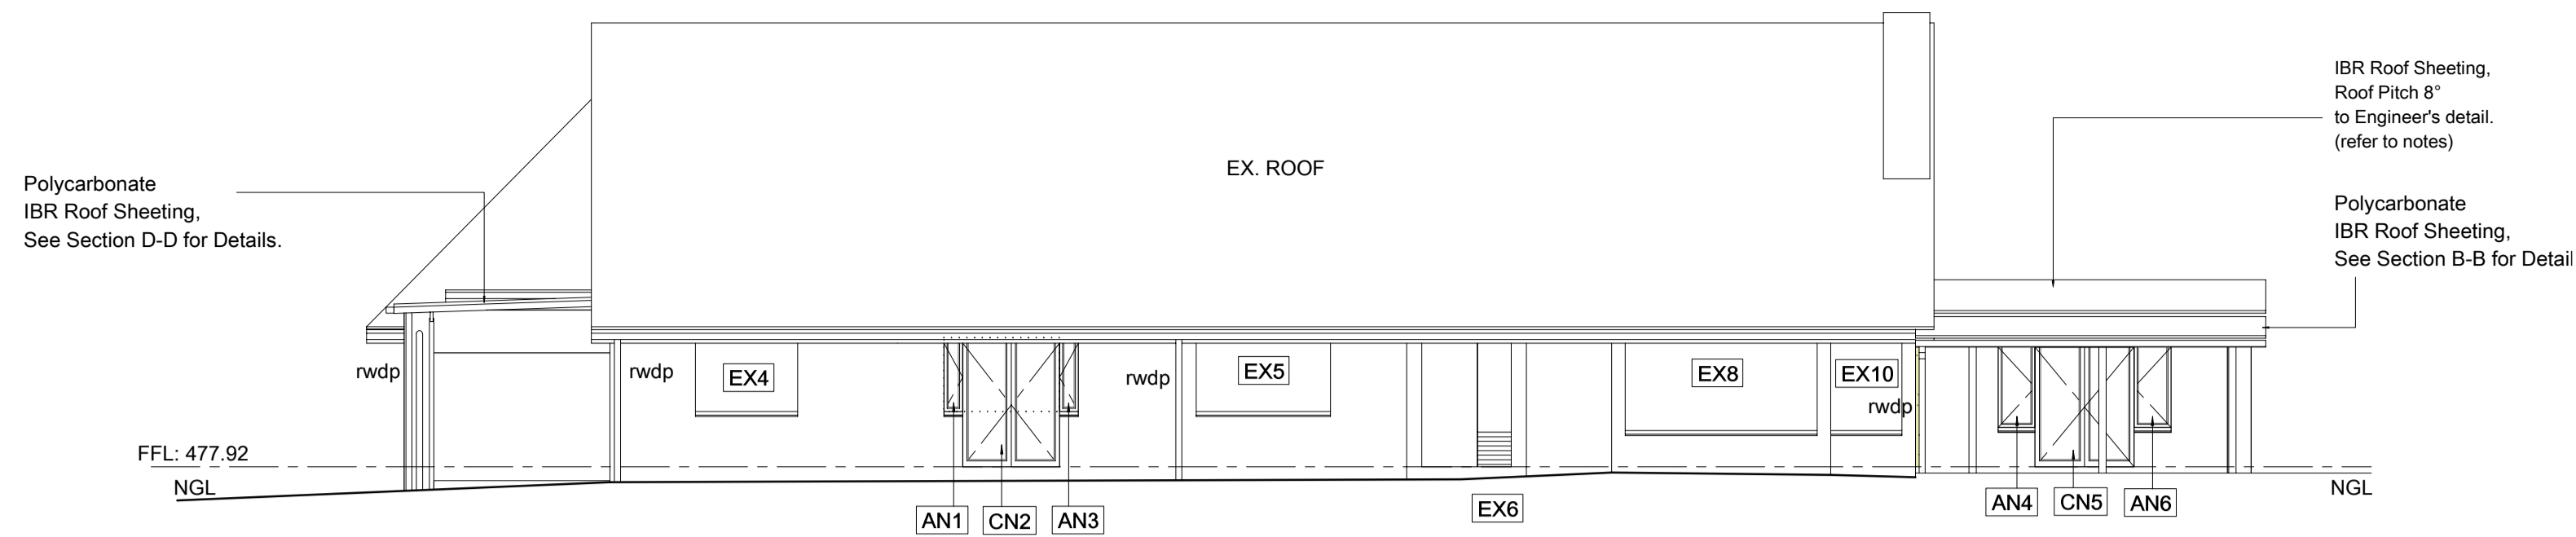 IBR Roof Sheeting,
Roof Pitch 8°
to Engineer's detail.
(refer to notes)
EX. ROOF
Polycarbonate
IBR Roof Sheeting,
See Section D-D for Details.
Polycarbonate
IBR Roof Sheeting,
See Section B-B for Detail
rwdp
rwdp
EX4
rwdp
EX5
EX8
EX10
rwdp
FFL: 477.92
NGL
NGL
AN1
CN2
AN3
EX6
AN4
CN5
AN6